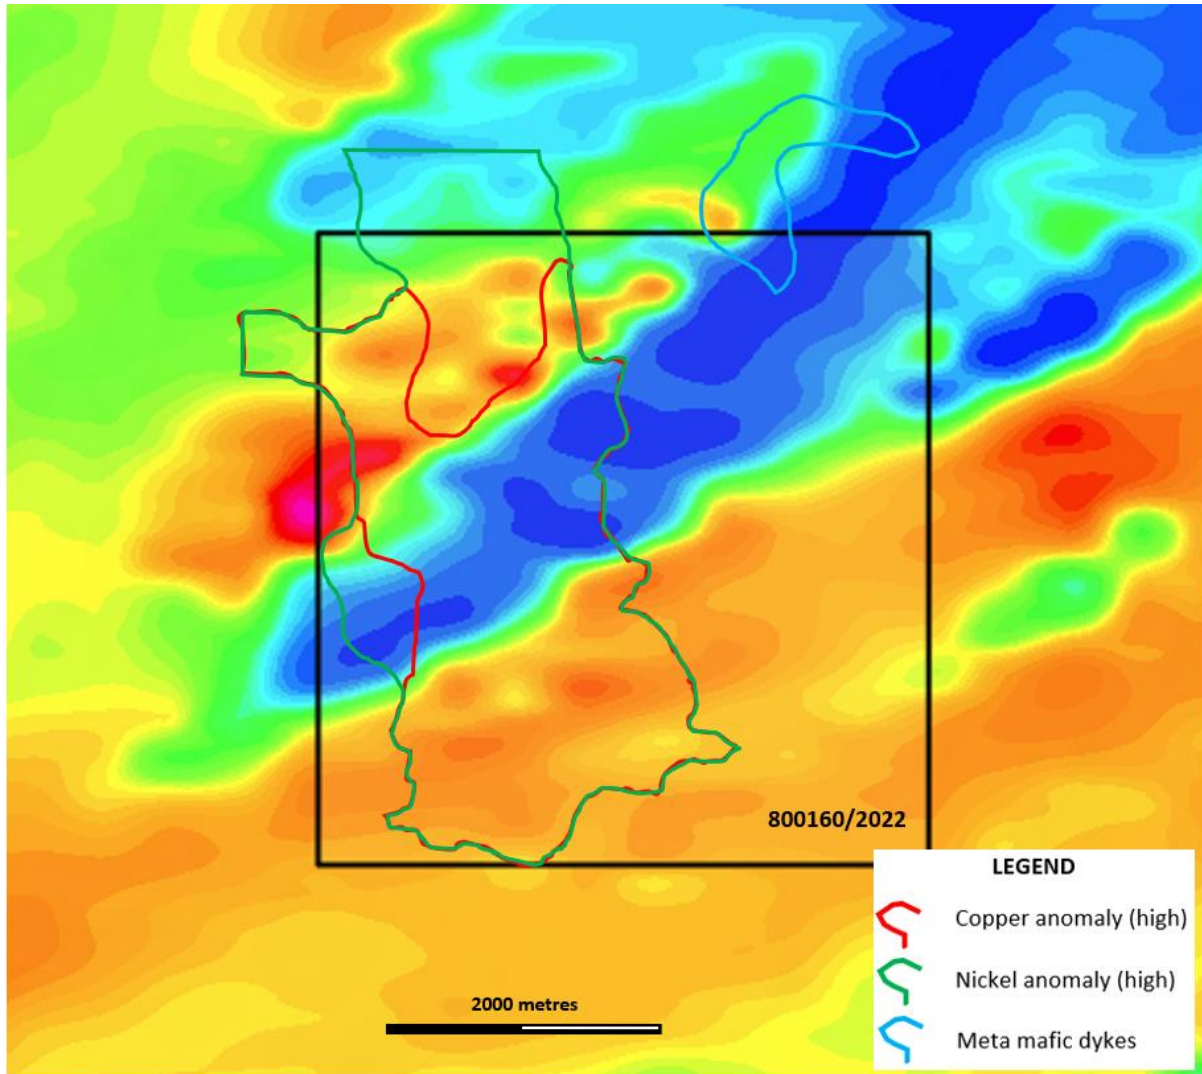 800160/2022
LEGEND
Copper anomaly (high)
Nickel anomaly (high)
Meta mafic dykes
2000 metres